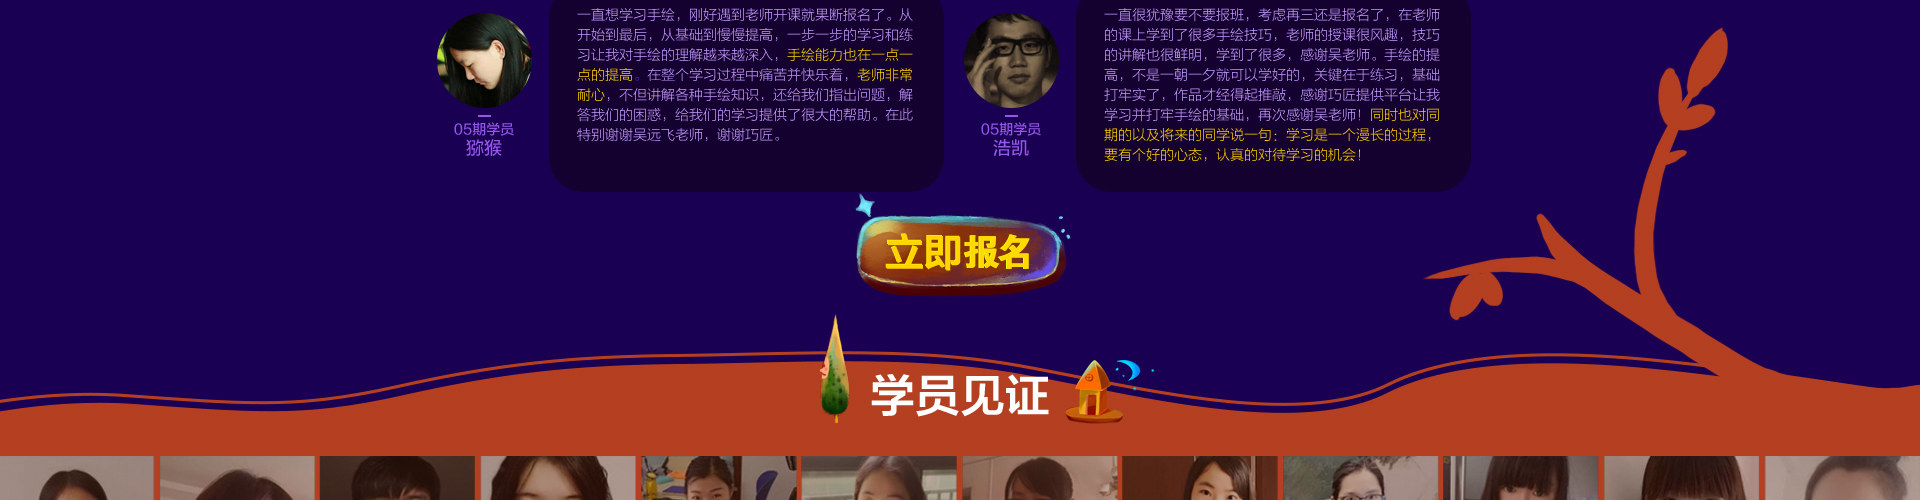 一直想学习手绘，刚好遇到老师开课就果断报名了。从
开始到最后，从基础到慢慢提高，一步一步的学习和练
习让我对手绘的理解越来越深入，手绘能力也在一点一
点的提高。在整个学习过程中痛苦并快乐着，老师非常
耐心，不但讲解各种手绘知识，还给我们指出问题，解
答我们的困惑，给我们的学习提供了很大的帮助。在此
特别谢谢吴远飞老师，谢谢巧匠。
05期学员
猕猴
一直很犹豫要不要报班，考虑再三还是报名了，在老师
的课上学到了很多手绘技巧，老师的授课很风趣，技巧
的讲解也很鲜明，学到了很多，感谢吴老师。手绘的提
高，不是一朝一夕就可以学好的，关键在于练习，基础
打牢实了，作品才经得起推敲，感谢巧匠提供平台让我
学习并打牢手绘的基础，再次感谢吴老师！同时也对同
期的以及将来的同学说一句：学习是一个漫长的过程，
要有个好的心态，认真的对待学习的机会！
05期学员
浩凯
立即报名
学员见证